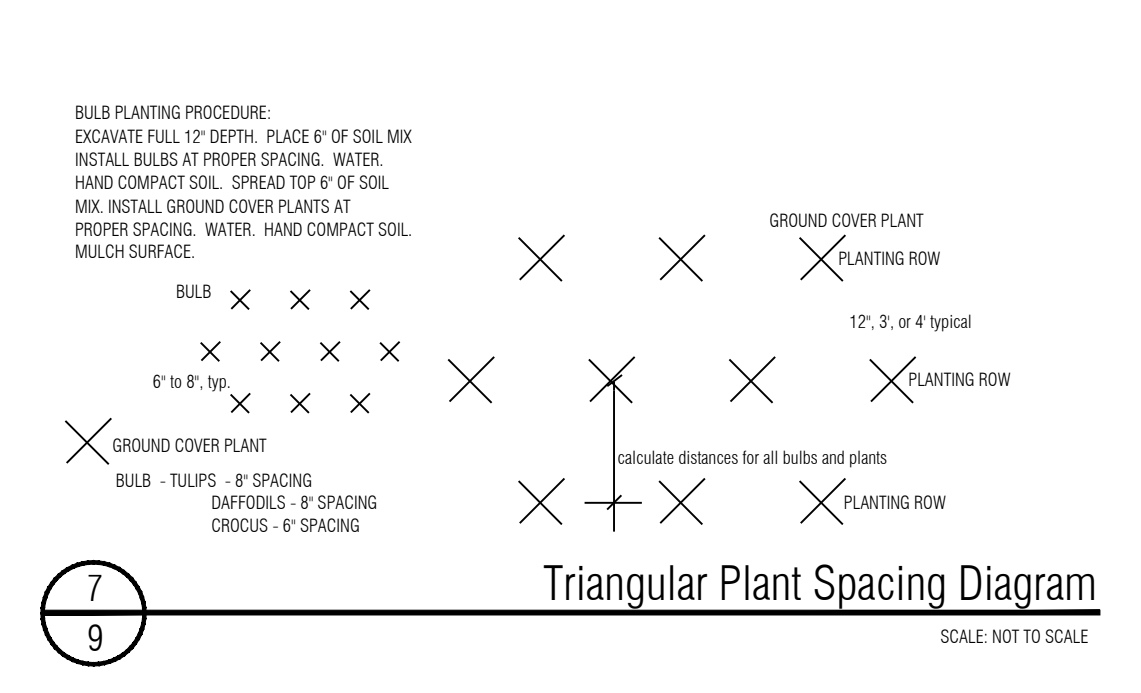 BULB PLANTING PROCEDURE:
EXCAVATE FULL 12" DEPTH. PLACE 6" OF SOIL MIX
INSTALL BULBS AT PROPER SPACING. WATER.
HAND COMPACT SOIL. SPREAD TOP 6" OF SOIL
MIX. INSTALL GROUND COVER PLANTS AT
PROPER SPACING. WATER. HAND COMPACT SOIL.
MULCH SURFACE.
GROUND COVER PLANT
PLANTING ROW
BULB
12", 3', or 4' typical
6" to 8", typ.
PLANTING ROW
GROUND COVER PLANT
calculate distances for all bulbs and plants
BULB - TULIPS - 8" SPACING
DAFFODILS - 8" SPACING
CROCUS - 6" SPACING
PLANTING ROW
7
9
Triangular Plant Spacing Diagram
SCALE: NOT TO SCALE